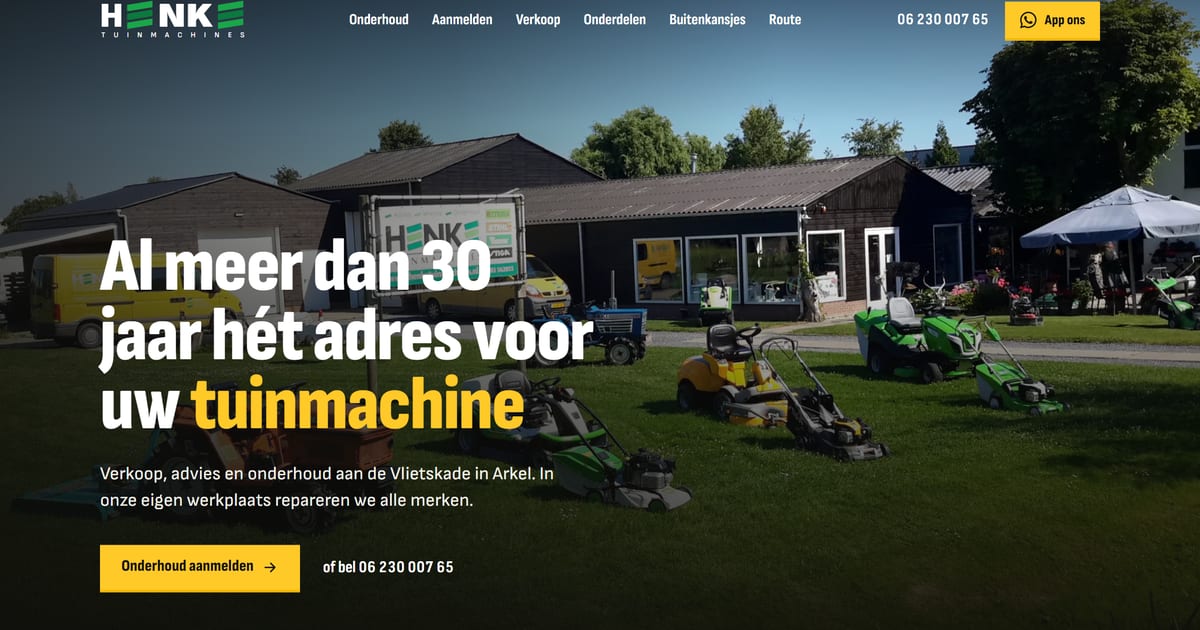 HENKE
TUINMACHINES
Onderhoud
Aanmelden
Verkoop
Onderdelen
Buitenkansjes
Route
06 230 007 65
App ons
HENKE
STIGA
Al meer dan 30
jaar hét adres voor
uw tuinmachine
Verkoop, advies en onderhoud aan de Vlietskade in Arkel. In
onze eigen werkplaats repareren we alle merken.
Onderhoud aanmelden →
of bel 06 230 007 65